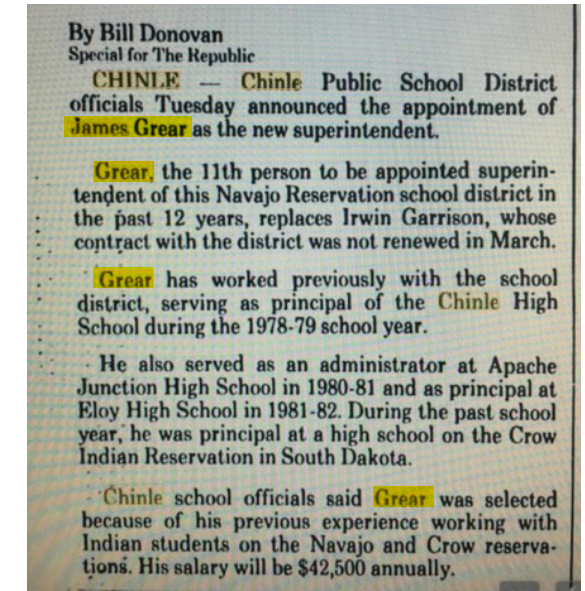 By Bill Donovan
Special for The Republic
CHINLE — Chinle Public School District
officials Tuesday announced the appointment of
James Grear as the new superintendent.
Grear, the 11th person to be appointed superin-
tendent of this Navajo Reservation school district in
the past 12 years, replaces Irwin Garrison, whose
contract with the district was not renewed in March.
Grear has worked previously with the school
district, serving as principal of the Chinle High
School during the 1978-79 school year.
He also served as an administrator at Apache
Junction High School in 1980-81 and as principal at
Eloy High School in 1981-82. During the past school
year, he was principal at a high school on the Crow
Indian Reservation in South Dakota.
Chinle school officials said Grear was selected
because of his previous experience working with
Indian students on the Navajo and Crow reserva-
tions. His salary will be $42,500 annually.